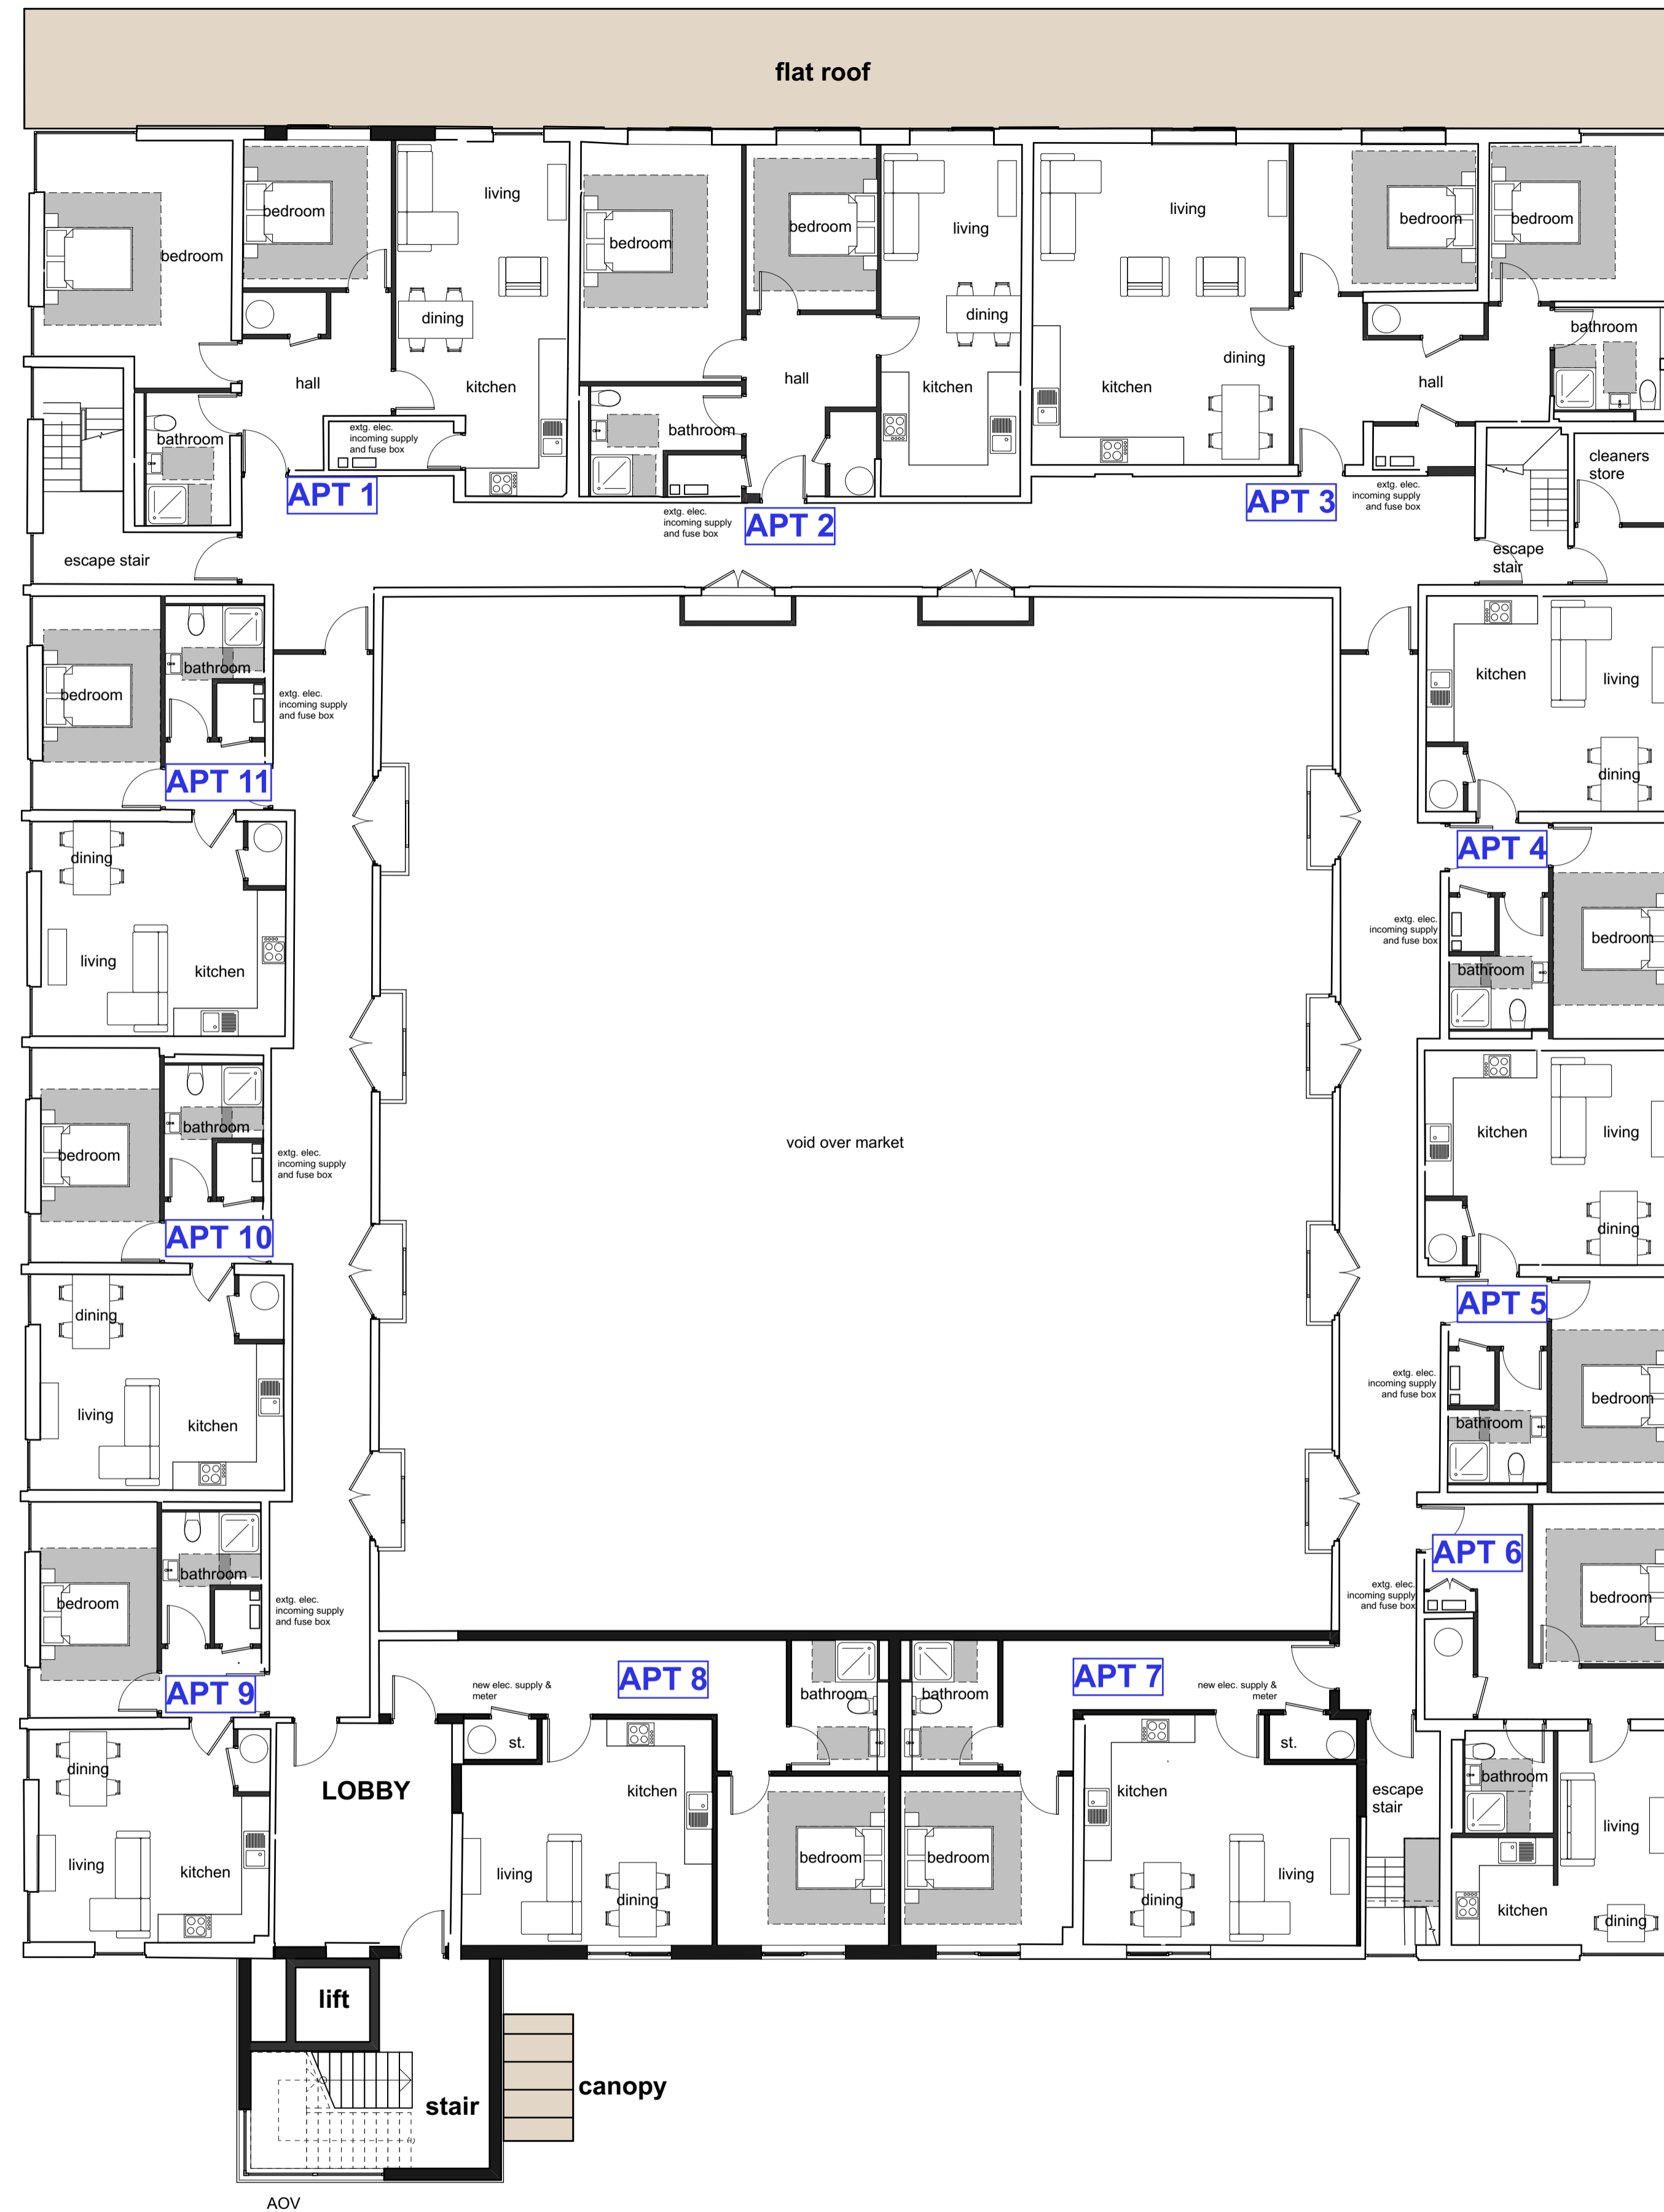 flat roof
bedroom
bedroom
living
dining
hall
kitchen
bathroom
extg. elec.
incoming supply
and fuse box
APT 1
escape stair
bedroom
bedroom
living
dining
hall
kitchen
bathroom
extg. elec.
incoming supply
and fuse box
APT 2
living
dining
kitchen
bedroom
bedroom
bathroom
hall
APT 3
extg. elec.
incoming supply
and fuse box
cleaners
store
escape
stair
bathroom
bedroom
extg. elec.
incoming supply
and fuse box
APT 11
dining
living
kitchen
kitchen
living
dining
APT 4
extg. elec.
incoming supply
and fuse box
bedroom
bathroom
void over market
bathroom
bedroom
extg. elec.
incoming supply
and fuse box
APT 10
dining
living
kitchen
kitchen
living
dining
APT 5
extg. elec.
incoming supply
and fuse box
bedroom
bathroom
bathroom
bedroom
extg. elec.
incoming supply
and fuse box
APT 9
dining
living
kitchen
APT 6
extg. elec.
incoming supply
and fuse box
bedroom
LOBBY
new elec. supply &
meter
APT 8
st.
kitchen
living
dining
bathroom
bedroom
bathroom
bedroom
APT 7
new elec. supply &
meter
st.
kitchen
dining
living
escape
stair
bathroom
living
kitchen
dining
lift
stair
canopy
AOV